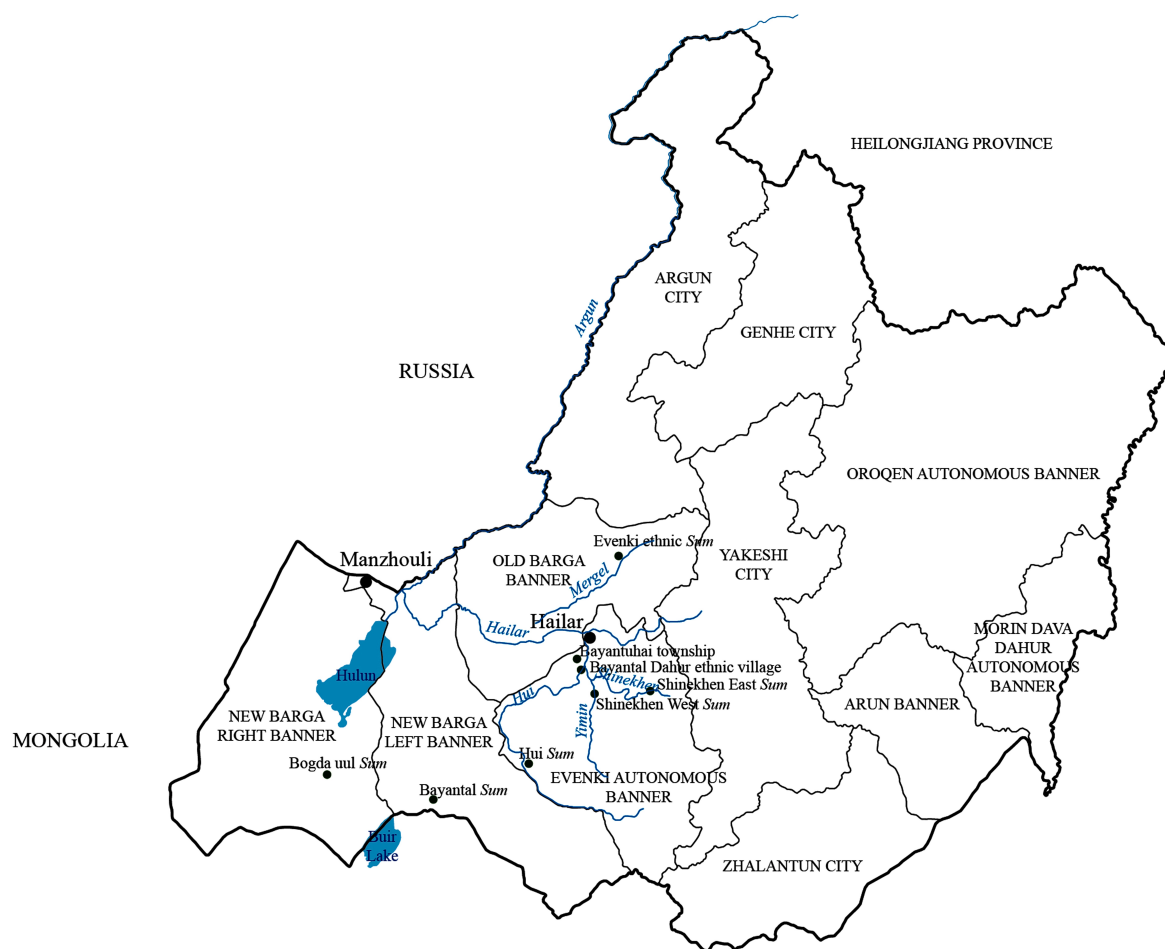 HEILONGJIANG PROVINCE
ARGUN
CITY
Argun
GENHE CITY
RUSSIA
OROQEN AUTONOMOUS BANNER
Evenki ethnic Sum
Manzhouli
OLD BARGA
BANNER
YAKESHI
CITY
Mergel
Hailar
Hailar
MORIN DAVA
DAHUR
AUTONOMOUS
BANNER
Bayantuhai township
Bayantal Dahur ethnic village
Hulun
Shinekhen
Shinekhen East Sum
Hui
Shinekhen West Sum
ARUN BANNER
NEW BARGA
RIGHT BANNER
NEW BARGA
LEFT BANNER
Yimin
MONGOLIA
Hui Sum
Bogda uul Sum
EVENKI AUTONOMOUS
BANNER
Bayantal Sum
Buir
Lake
ZHALANTUN CITY